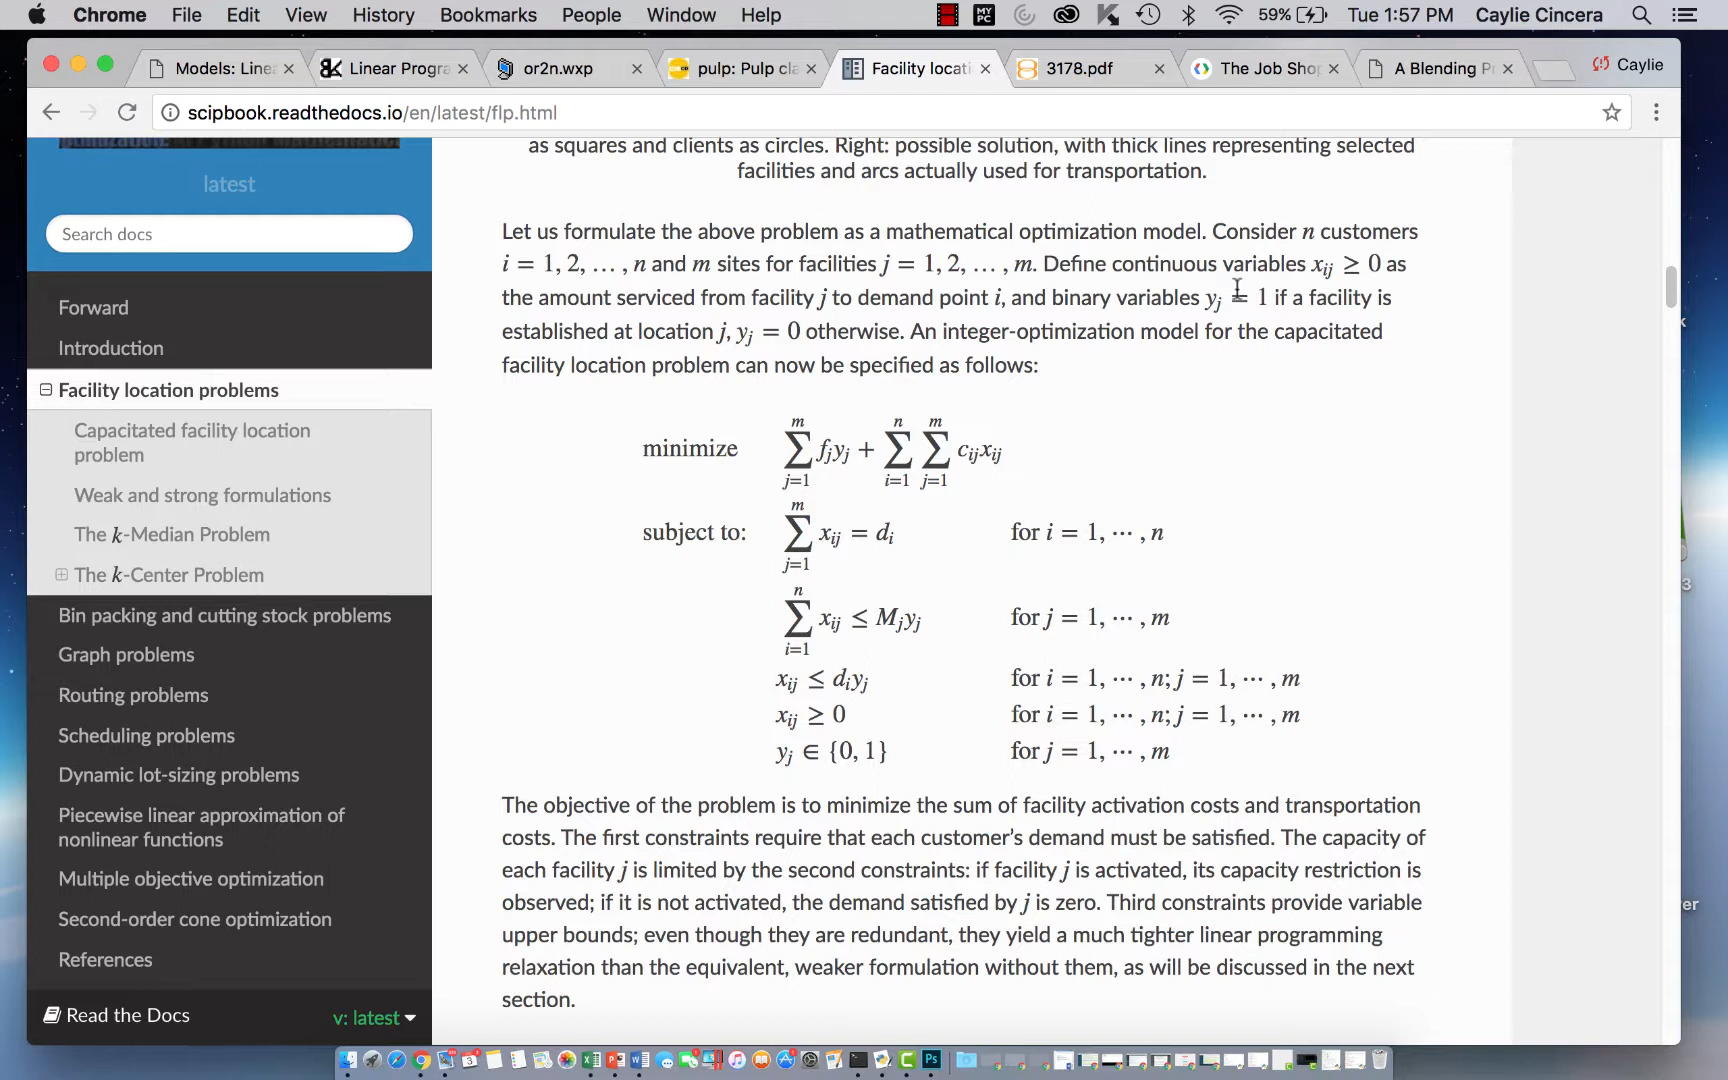 Chrome File Edit View History Bookmarks People Window Help MY PC 59% Tue 1:57 PM Caylie Cincera
Models: Line Linear Progra or2n.wxp pulp: Pulp cla Facility locati 3178.pdf The Job Sho A Blending P Caylie
scipbook.readthedocs.io/en/latest/flp.html
latest
Search docs
Forward
Introduction
Facility location problems
Capacitated facility location
problem
Weak and strong formulations
The k-Median Problem
The k-Center Problem
Bin packing and cutting stock problems
Graph problems
Routing problems
Scheduling problems
Dynamic lot-sizing problems
Piecewise linear approximation of
nonlinear functions
Multiple objective optimization
Second-order cone optimization
References
Read the Docs v: latest
as squares and clients as circles. Right: possible solution, with thick lines representing selected
facilities and arcs actually used for transportation.
Let us formulate the above problem as a mathematical optimization model. Consider n customers
i = 1, 2, … , n and m sites for facilities j = 1, 2, … , m. Define continuous variables x_ij ≥ 0 as
the amount serviced from facility j to demand point i, and binary variables y_j = 1 if a facility is
established at location j, y_j = 0 otherwise. An integer-optimization model for the capacitated
facility location problem can now be specified as follows:
minimize ∑_{j=1}^{m} f_j y_j + ∑_{i=1}^{n} ∑_{j=1}^{m} c_ij x_ij
subject to: ∑_{j=1}^{m} x_ij = d_i for i = 1, ⋯ , n
∑_{i=1}^{n} x_ij ≤ M_j y_j for j = 1, ⋯ , m
x_ij ≤ d_i y_j for i = 1, ⋯ , n; j = 1, ⋯ , m
x_ij ≥ 0 for i = 1, ⋯ , n; j = 1, ⋯ , m
y_j ∈ {0, 1} for j = 1, ⋯ , m
The objective of the problem is to minimize the sum of facility activation costs and transportation
costs. The first constraints require that each customer’s demand must be satisfied. The capacity of
each facility j is limited by the second constraints: if facility j is activated, its capacity restriction is
observed; if it is not activated, the demand satisfied by j is zero. Third constraints provide variable
upper bounds; even though they are redundant, they yield a much tighter linear programming
relaxation than the equivalent, weaker formulation without them, as will be discussed in the next
section.